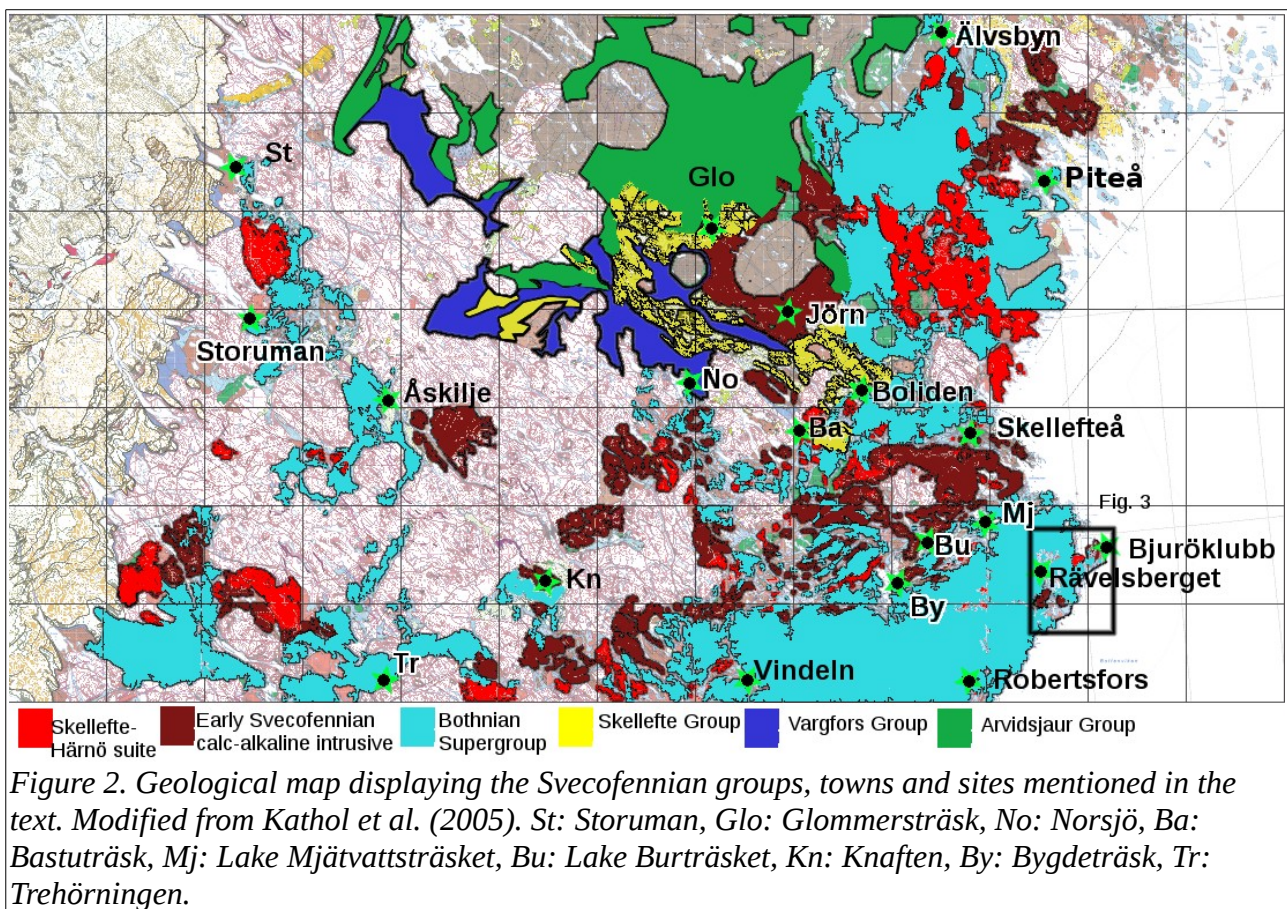 Älvsbyn
St
Glo
Piteå
Jörn
Storuman
Åskilje
No
Boliden
Ba
Skellefteå
Fig. 3
Mj
Bu
Bjuröklubb
Kn
Rävelsberget
By
Tr
Vindeln
Robertsfors
Skellefte-
Härnö suite
Early Svecofennian
calc-alkaline intrusive
Bothnian
Supergroup
Skellefte Group
Vargfors Group
Arvidsjaur Group
Figure 2. Geological map displaying the Svecofennian groups, towns and sites mentioned in the
text. Modified from Kathol et al. (2005). St: Storuman, Glo: Glommersträsk, No: Norsjö, Ba:
Bastuträsk, Mj: Lake Mjätvattsträsket, Bu: Lake Burträsket, Kn: Knaften, By: Bygdeträsk, Tr:
Trehörningen.